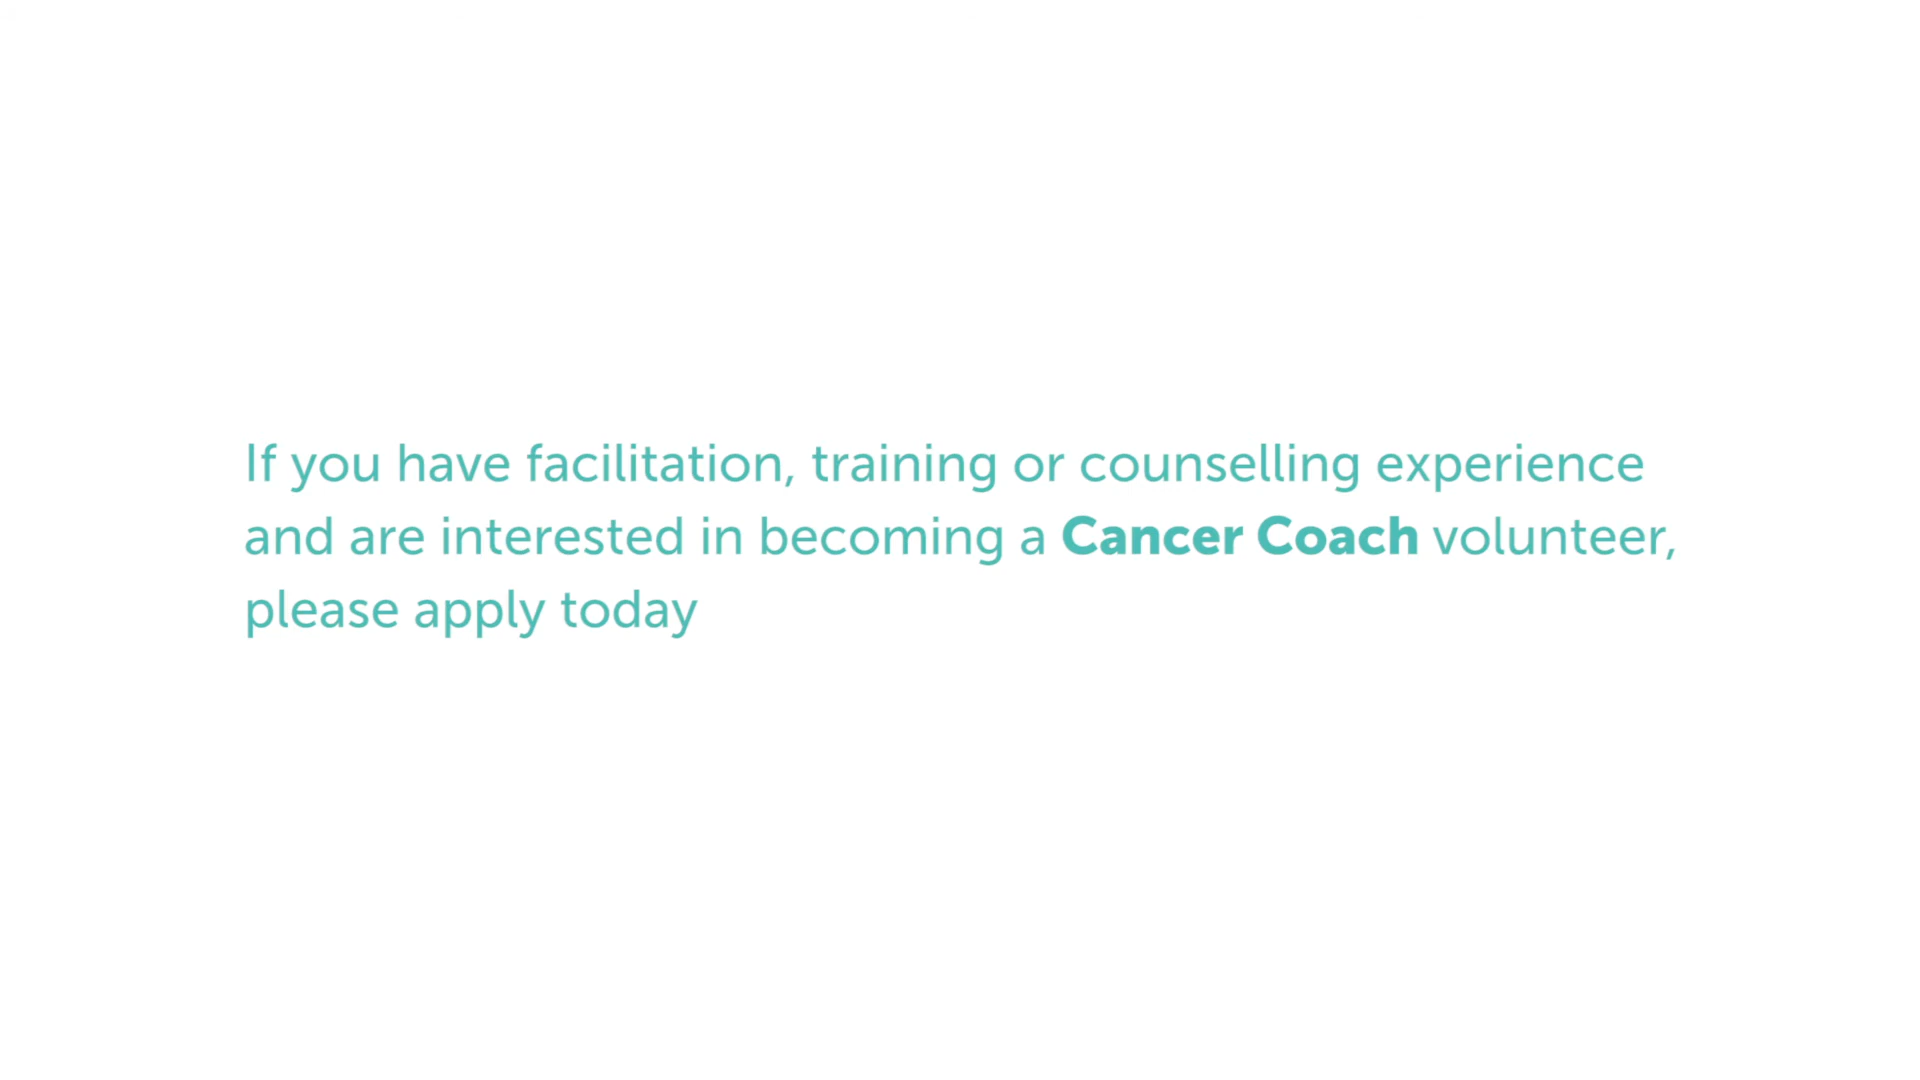 If you have facilitation, training or counselling experience
and are interested in becoming a Cancer Coach volunteer,
please apply today